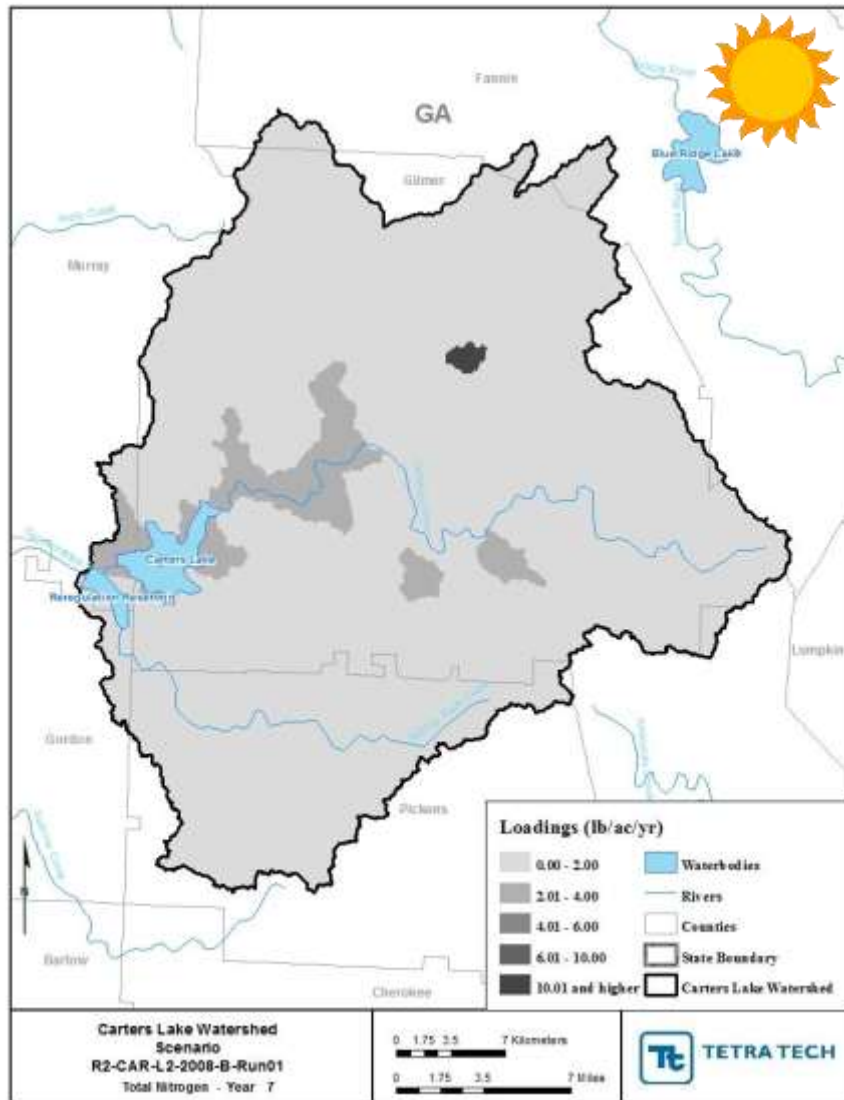 Fannin
GA
Blue Ridge Lake
Gilmer
Murray
Carters Lake
Reregulation Reservoir
Lumpkin
Gordon
Pickens
Loadings (lb/ac/yr)
0.00 - 2.00
Waterbodies
2.01 - 4.00
Rivers
4.01 - 6.00
Counties
6.01 - 10.00
State Boundary
10.01 and higher
Carters Lake Watershed
N
Bartow
Cherokee
Carters Lake Watershed
Scenario
R2-CAR-L2-2008-B-Run01
Total Nitrogen - Year 7
0 1.75 3.5 7 Kilometers
0 1.75 3.5 7 Miles
Tt TETRA TECH